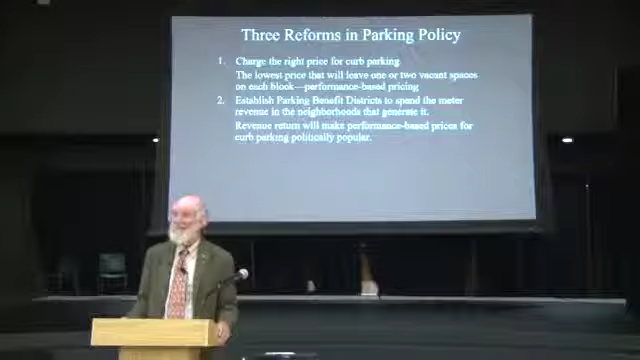 Three Reforms in Parking Policy
1. Charge the right price for curb parking.
The lowest price that will leave one or two vacant spaces
on each block—performance-based pricing
2. Establish Parking Benefit Districts to spend the meter
revenue in the neighborhoods that generate it.
Revenue return will make performance-based prices for
curb parking politically popular.